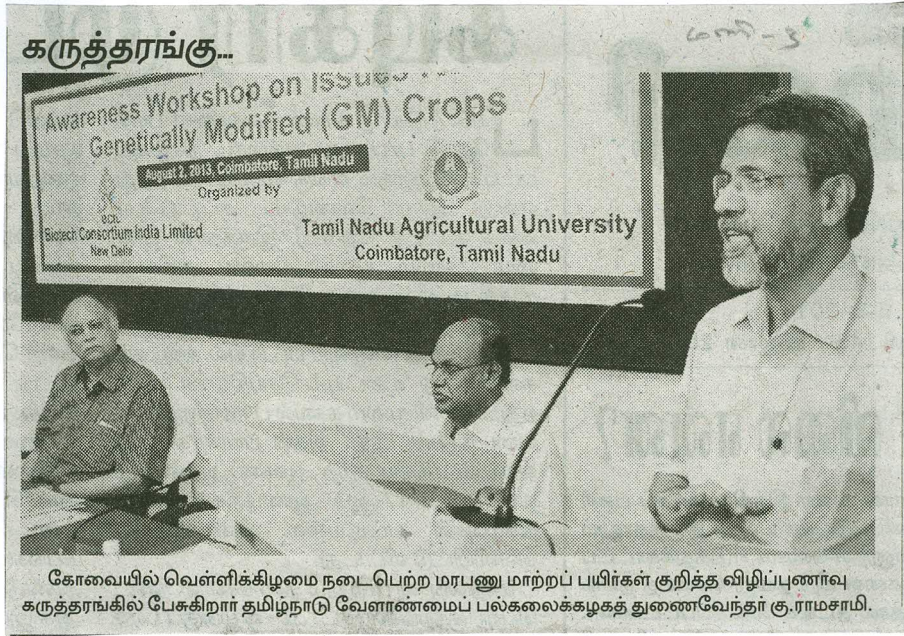 கருத்தரங்கு...
Awareness Workshop on Issues
Genetically Modified (GM) Crops
August 2, 2013, Coimbatore, Tamil Nadu
Organized by
BCIL
Biotech Consortium India Limited
New Delhi
Tamil Nadu Agricultural University
Coimbatore, Tamil Nadu
கோவையில் வெள்ளிக்கிழமை நடைபெற்ற மரபணு மாற்றப் பயிர்கள் குறித்த விழிப்புணர்வு
கருத்தரங்கில் பேசுகிறார் தமிழ்நாடு வேளாண்மைப் பல்கலைக்கழகத் துணைவேந்தர் கு.ராமசாமி.